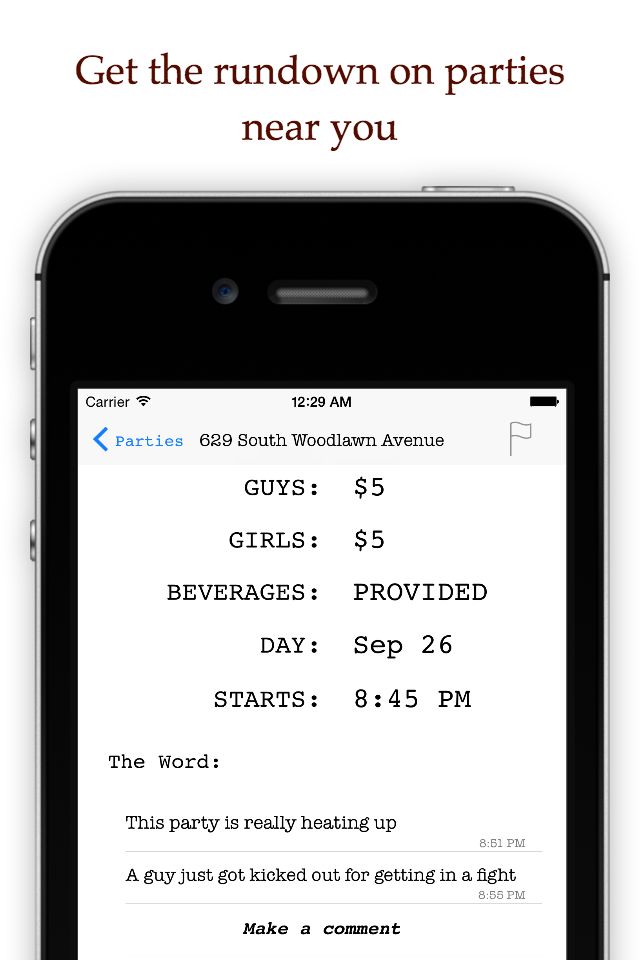 Get the rundown on parties
near you
Carrier 12:29 AM
Parties 629 South Woodlawn Avenue
GUYS: $5
GIRLS: $5
BEVERAGES: PROVIDED
DAY: Sep 26
STARTS: 8:45 PM
The Word:
This party is really heating up
8:51 PM
A guy just got kicked out for getting in a fight
8:55 PM
Make a comment